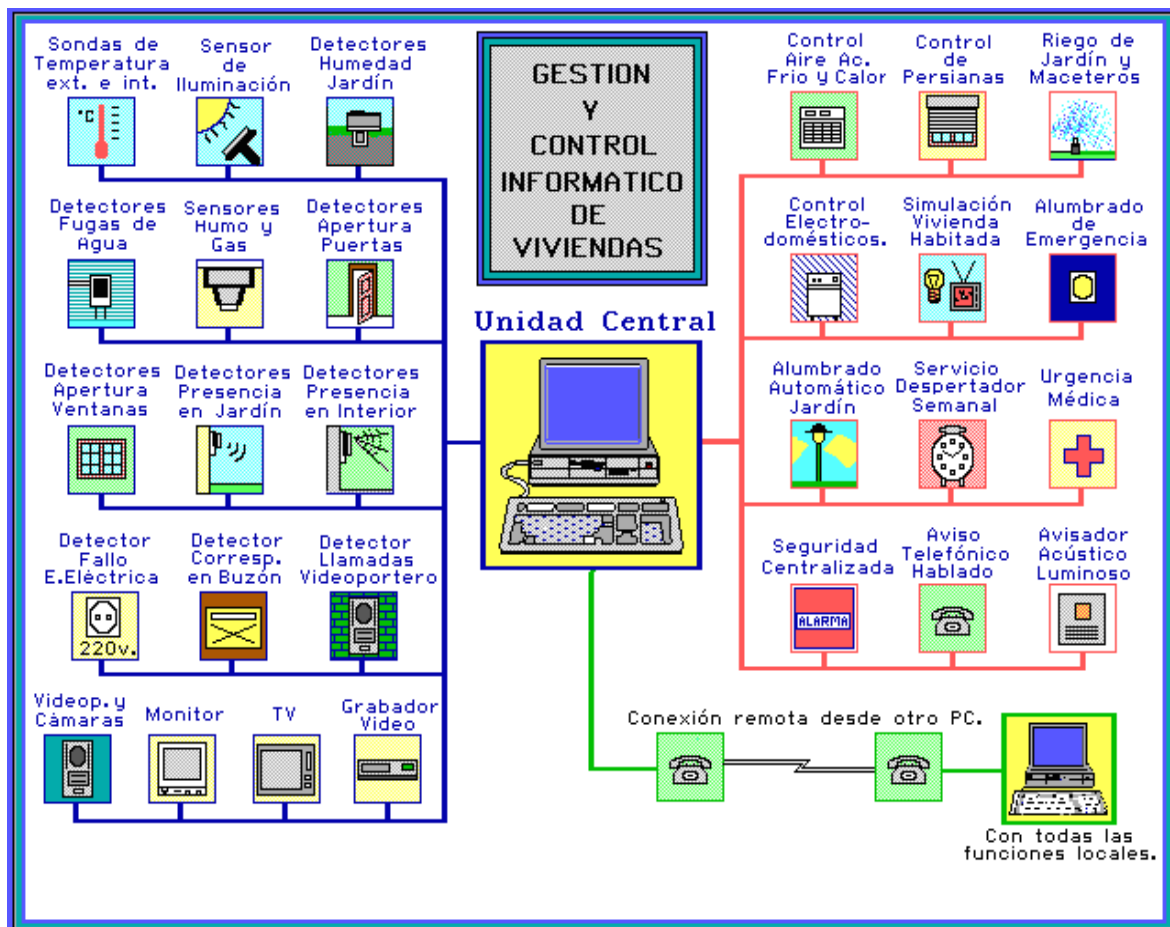 Sondas de
Temperatura
ext. e int.
Sensor
de
Iluminación
Detectores
Humedad
Jardín
°C
GESTION
Y
CONTROL
INFORMATICO
DE
VIVIENDAS
Control
Aire Ac.
Frio y Calor
Control
de
Persianas
Riego de
Jardín y
Maceteros
Detectores
Fugas de
Agua
Sensores
Humo y
Gas
Detectores
Apertura
Puertas
Control
Electro-
domésticos.
Simulación
Vivienda
Habitada
Alumbrado
de
Emergencia
Unidad Central
Detectores
Apertura
Ventanas
Detectores
Presencia
en Jardín
Detectores
Presencia
en Interior
Alumbrado
Automático
Jardín
Servicio
Despertador
Semanal
Urgencia
Médica
Detector
Fallo
E.Eléctrica
220v.
Detector
Corresp.
en Buzón
Detector
Llamadas
Videoportero
Seguridad
Centralizada
ALARMA
Aviso
Telefónico
Hablado
Avisador
Acústico
Luminoso
Videop.y
Cámaras
Monitor
TV
Grabador
Video
Conexión remota desde otro PC.
Con todas las
funciones locales.